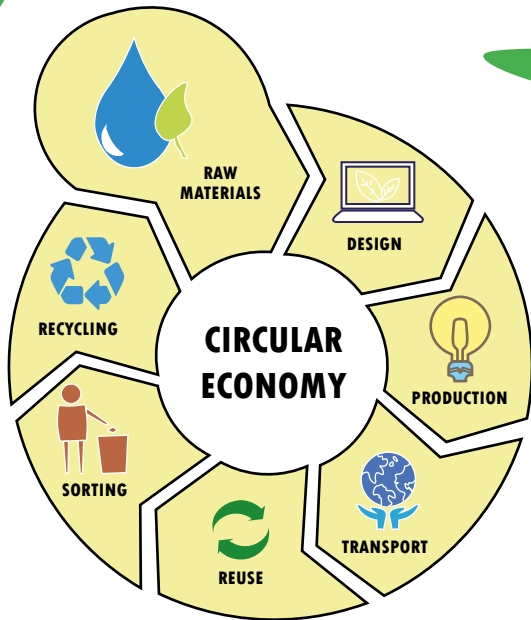 RAW
MATERIALS
DESIGN
PRODUCTION
TRANSPORT
REUSE
SORTING
RECYCLING
CIRCULAR
ECONOMY